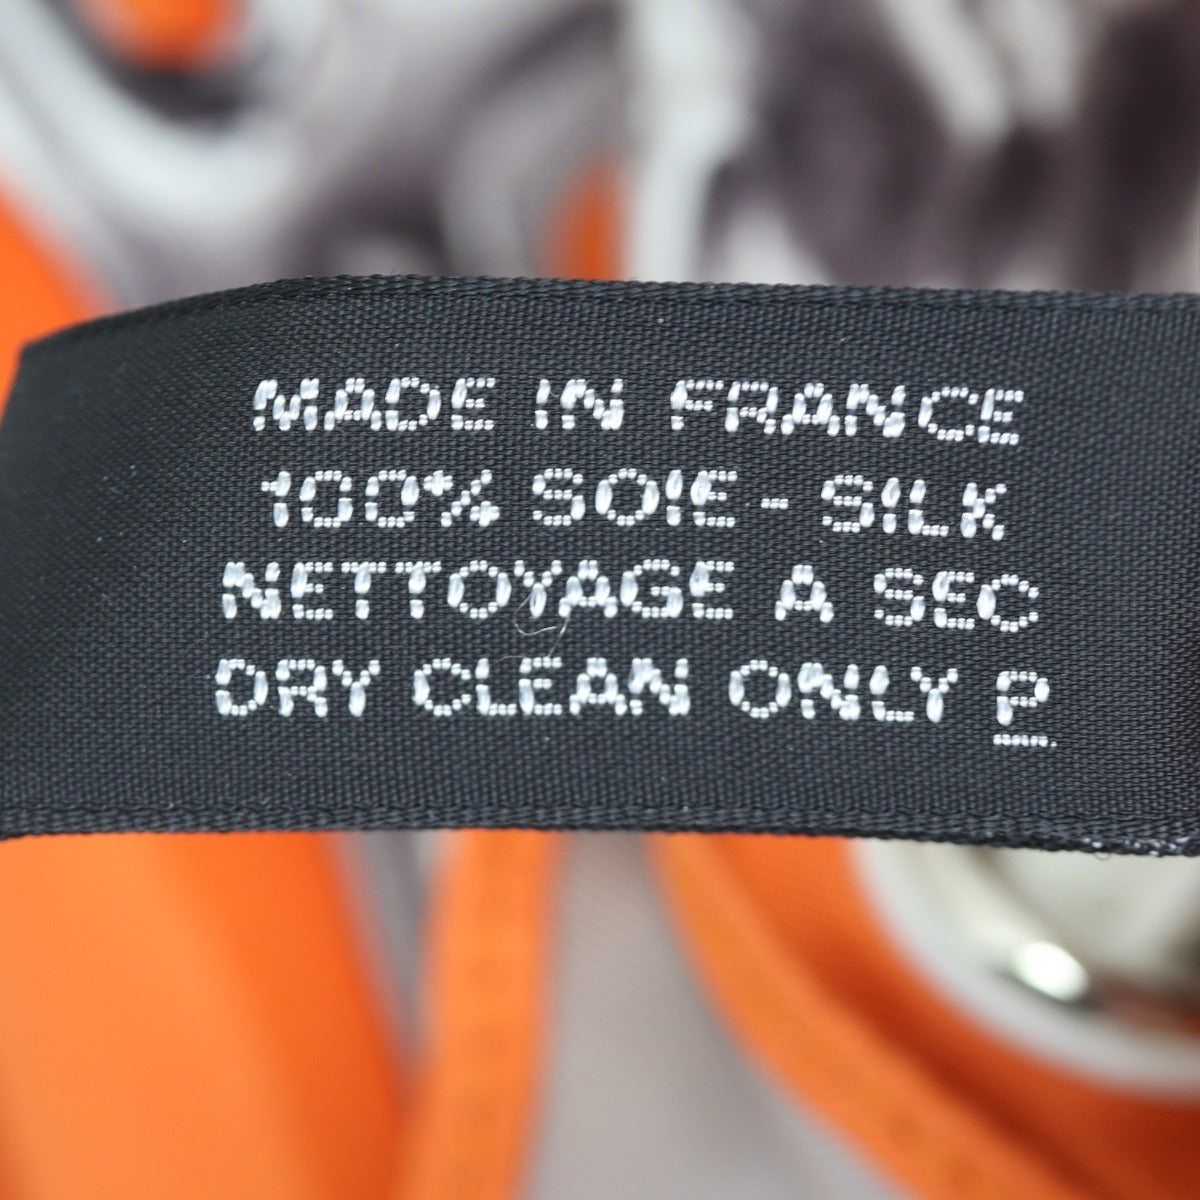 MADE IN FRANCE
100% SOIE - SILK
NETTOYAGE A SEC
DRY CLEAN ONLY P